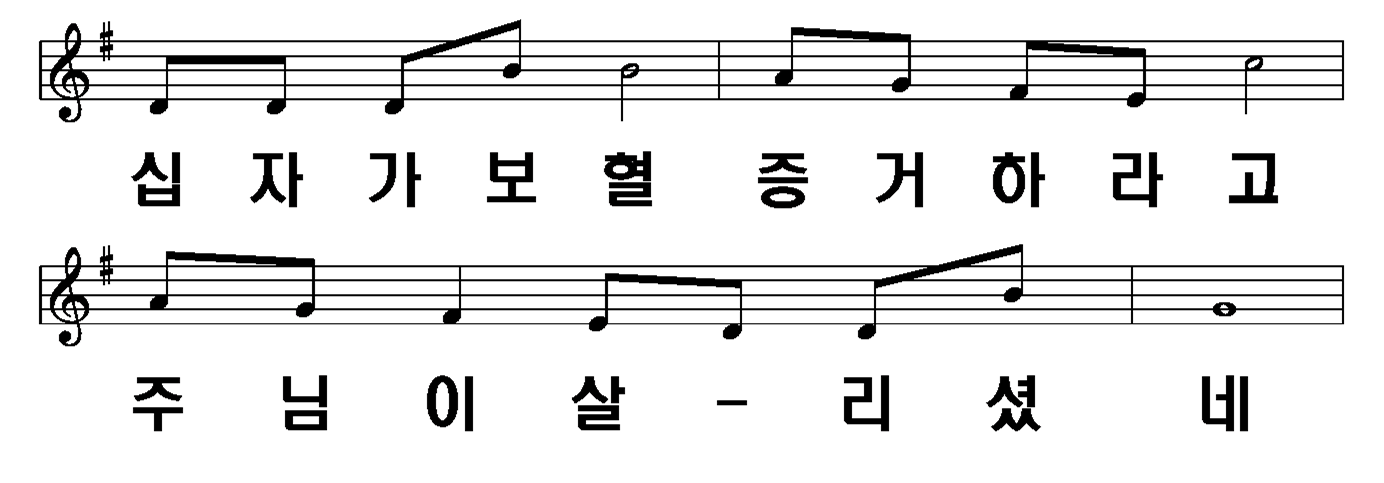 십 자 가 보 혈 증 거 하 라 고
주 님 이 살 - 리 셨 네